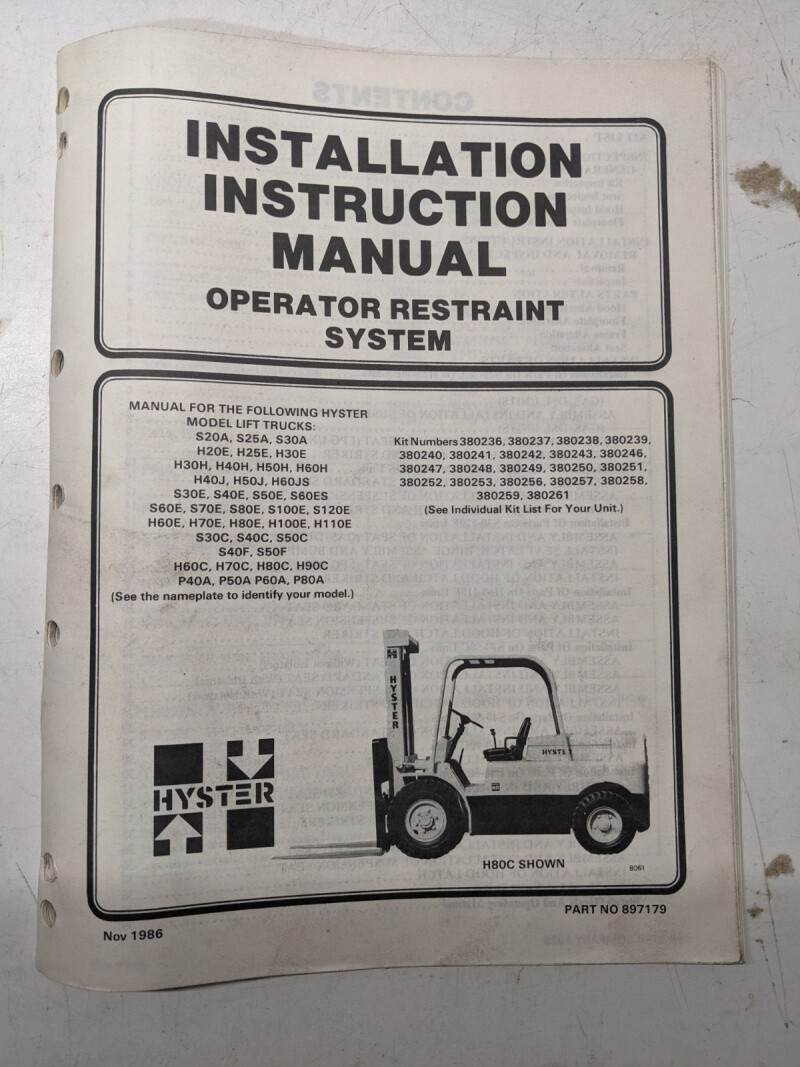 INSTALLATION
INSTRUCTION
MANUAL
OPERATOR RESTRAINT
SYSTEM
MANUAL FOR THE FOLLOWING HYSTER
MODEL LIFT TRUCKS:
S20A, S25A, S30A
H20E, H25E, H30E
H30H, H40H, H50H, H60H
H40J, H50J, H60JS
S30E, S40E, S50E, S60ES
S60E, S70E, S80E, S100E, S120E
H60E, H70E, H80E, H100E, H110E
S30C, S40C, S50C
S40F, S50F
H60C, H70C, H80C, H90C
P40A, P50A P60A, P80A
(See the nameplate to identify your model.)
Kit Numbers 380236, 380237, 380238, 380239,
380240, 380241, 380242, 380243, 380246,
380247, 380248, 380249, 380250, 380251,
380252, 380253, 380256, 380257, 380258,
380259, 380261
(See Individual Kit List For Your Unit.)
HYSTER
HYSTER
HYSTER
H80C SHOWN
8061
PART NO 897179
Nov 1986